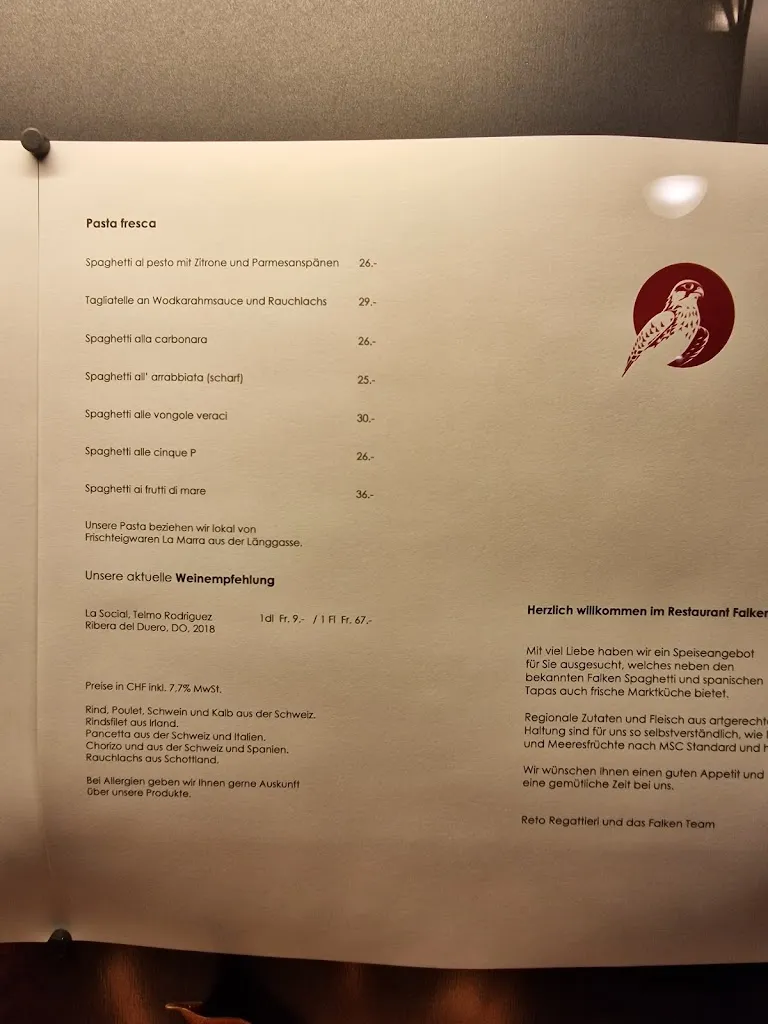 Pasta fresca
Spaghetti al pesto mit Zitrone und Parmesanspänen 26.-
Tagliatelle an Wodkarahmsauce und Rauchlachs 29.-
Spaghetti alla carbonara 26.-
Spaghetti all' arrabbiata (scharf) 25.-
Spaghetti alle vongole veraci 30.-
Spaghetti alle cinque P 26.-
Spaghetti ai frutti di mare 36.-
Unsere Pasta beziehen wir lokal von
Frischteigwaren La Marra aus der Länggasse.
Unsere aktuelle Weinempfehlung
La Social, Telmo Rodriguez 1dl Fr. 9.- / 1 Fl Fr. 67.-
Ribera del Duero, DO, 2018
Preise in CHF inkl. 7,7% MwSt.
Rind, Poulet, Schwein und Kalb aus der Schweiz.
Rindsfilet aus Irland.
Pancetta aus der Schweiz und Italien.
Chorizo und aus der Schweiz und Spanien.
Rauchlachs aus Schottland.
Bei Allergien geben wir Ihnen gerne Auskunft
über unsere Produkte.
Herzlich willkommen im Restaurant Falken
Mit viel Liebe haben wir ein Speiseangebot
für Sie ausgesucht, welches neben den
bekannten Falken Spaghetti und spanischen
Tapas auch frische Marktküche bietet.
Regionale Zutaten und Fleisch aus artgerechte
Haltung sind für uns so selbstverständlich, wie
und Meeresfrüchte nach MSC Standard und
Wir wünschen Ihnen einen guten Appetit und
eine gemütliche Zeit bei uns.
Reto Regattieri und das Falken Team